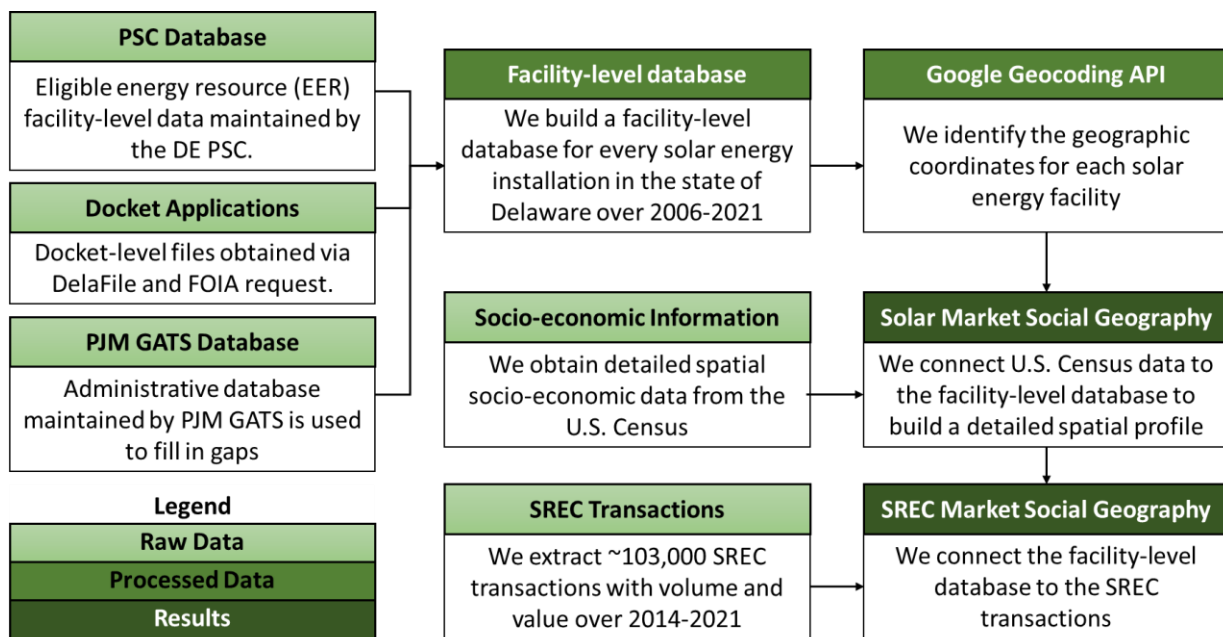 PSC Database
Eligible energy resource (EER)
facility-level data maintained by
the DE PSC.
Docket Applications
Docket-level files obtained via
DelaFile and FOIA request.
PJM GATS Database
Administrative database
maintained by PJM GATS is used
to fill in gaps
Legend
Raw Data
Processed Data
Results
Facility-level database
We build a facility-level
database for every solar energy
installation in the state of
Delaware over 2006-2021
Socio-economic Information
We obtain detailed spatial
socio-economic data from the
U.S. Census
SREC Transactions
We extract ~103,000 SREC
transactions with volume and
value over 2014-2021
Google Geocoding API
We identify the geographic
coordinates for each solar
energy facility
Solar Market Social Geography
We connect U.S. Census data to
the facility-level database to
build a detailed spatial profile
SREC Market Social Geography
We connect the facility-level
database to the SREC
transactions